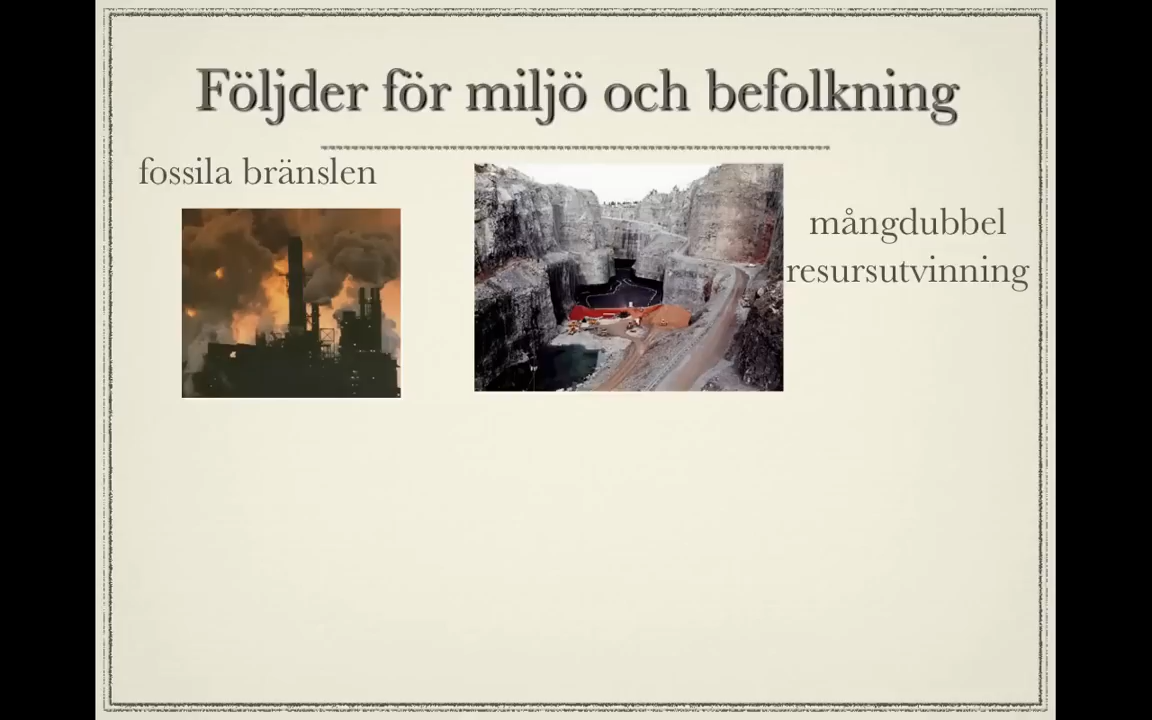 Följder för miljö och befolkning
fossila bränslen
mångdubbel
resursutvinning